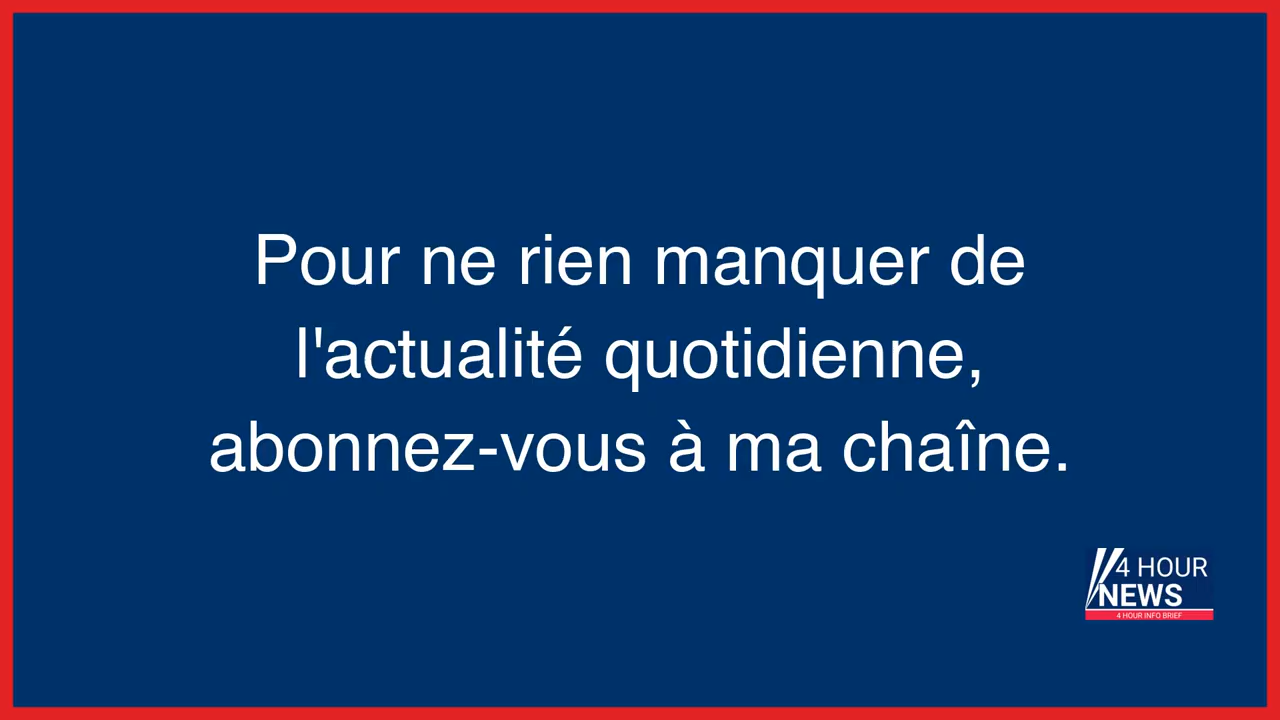 Pour ne rien manquer de
l'actualité quotidienne,
abonnez-vous à ma chaîne.
4 HOUR
NEWS
4 HOUR INFO BRIEF